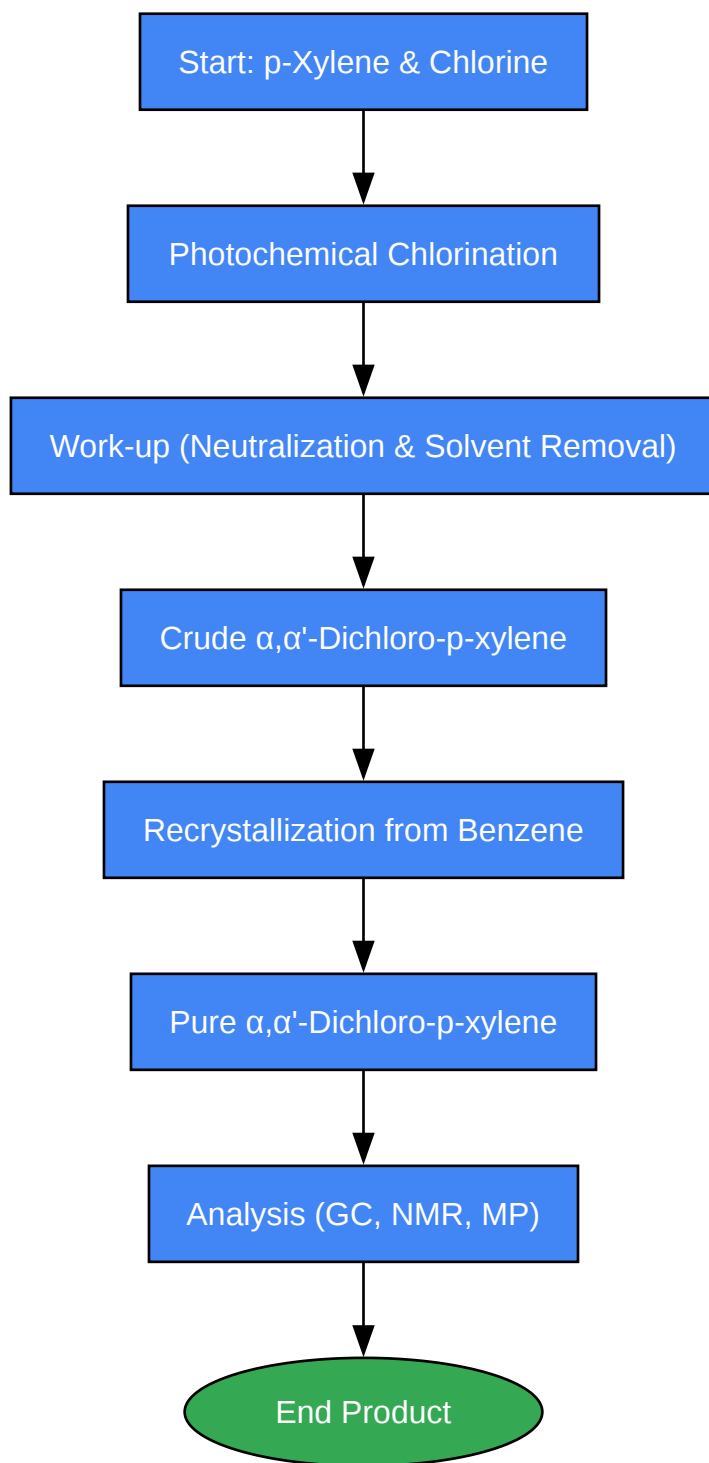 Start: p-Xylene & Chlorine
Photochemical Chlorination
Work-up (Neutralization & Solvent Removal)
Crude α,α'-Dichloro-p-xylene
Recrystallization from Benzene
Pure α,α'-Dichloro-p-xylene
Analysis (GC, NMR, MP)
End Product